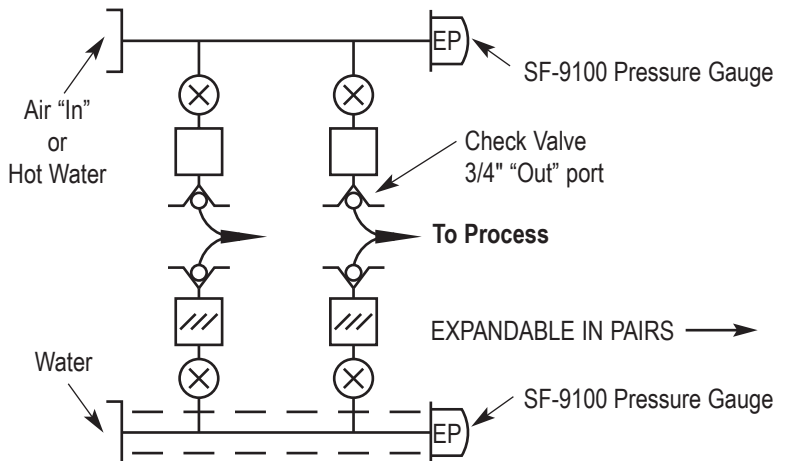 EP
SF-9100 Pressure Gauge
Air “In”
or
Hot Water
Check Valve
3/4" “Out” port
To Process
EXPANDABLE IN PAIRS
Water
SF-9100 Pressure Gauge
EP